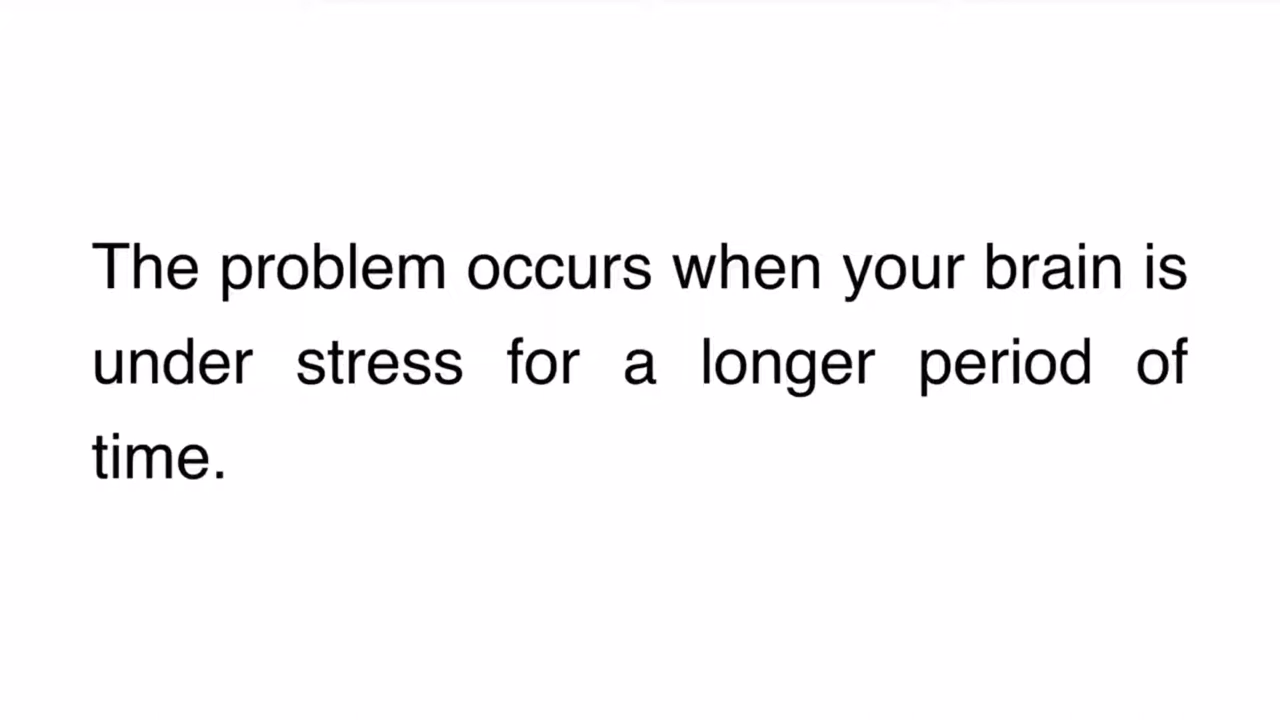 The problem occurs when your brain is
under stress for a longer period of
time.